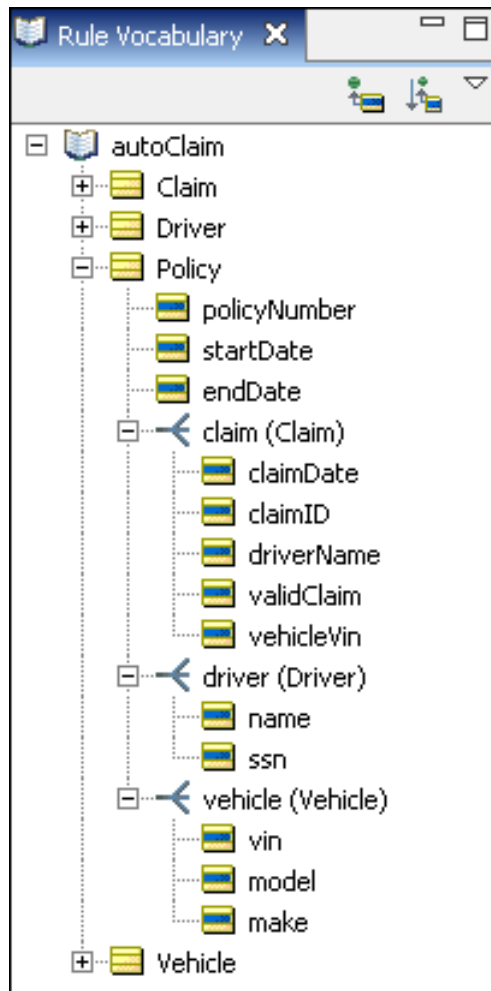 Rule Vocabulary
autoClaim
Claim
Driver
Policy
policyNumber
startDate
endDate
claim (Claim)
claimDate
claimID
driverName
validClaim
vehicleVin
driver (Driver)
name
ssn
vehicle (Vehicle)
vin
model
make
Vehicle